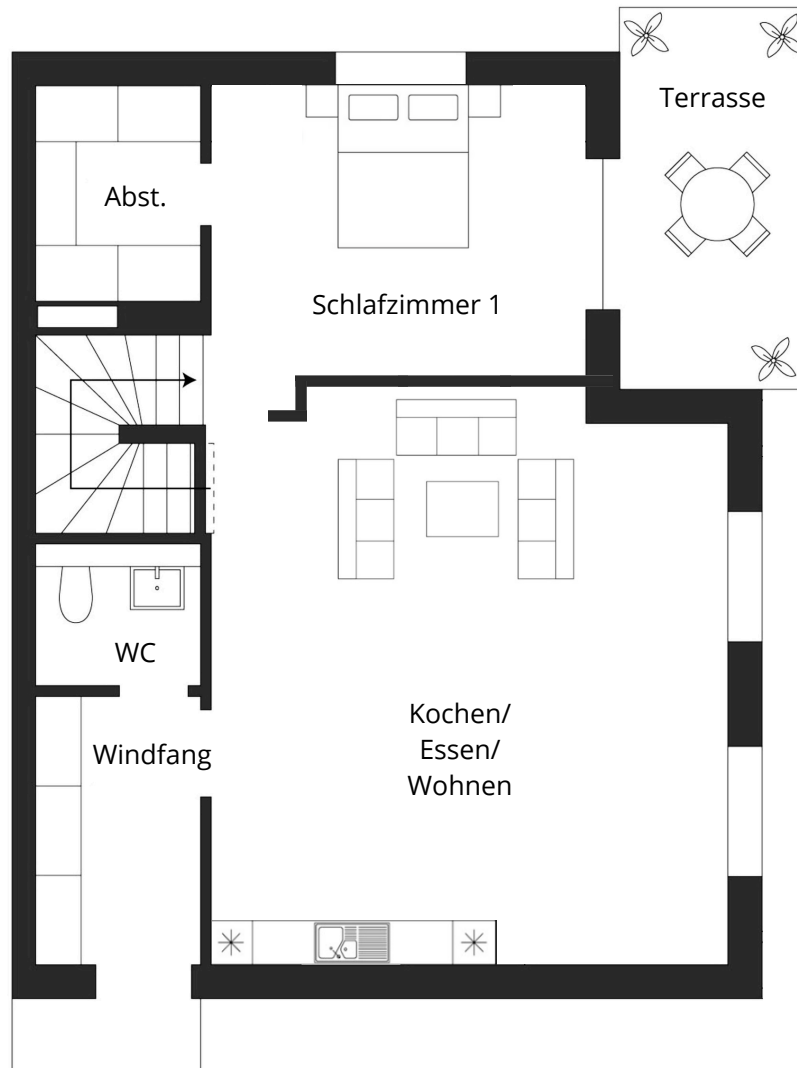 Terrasse
Abst.
Schlafzimmer 1
WC
Kochen/
Essen/
Wohnen
Windfang